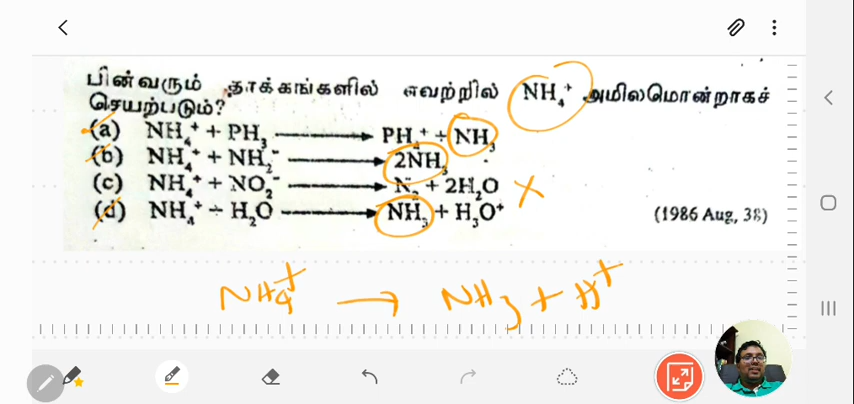 பின்வரும் தாக்கங்களில் எவற்றில் NH₄⁺ அமிலமொன்றாகச்
செயற்படும்?
(a) NH₄⁺ + PH₃ ⟶ PH₄⁺ + NH₃
(b) NH₄⁺ + NH₂⁻ ⟶ 2NH₃
(c) NH₄⁺ + NO₂⁻ ⟶ N₂ + 2H₂O ×
(d) NH₄⁺ + H₂O ⟶ NH₃ + H₃O⁺ (1986 Aug, 38)
NH₄⁺ → NH₃ + H⁺